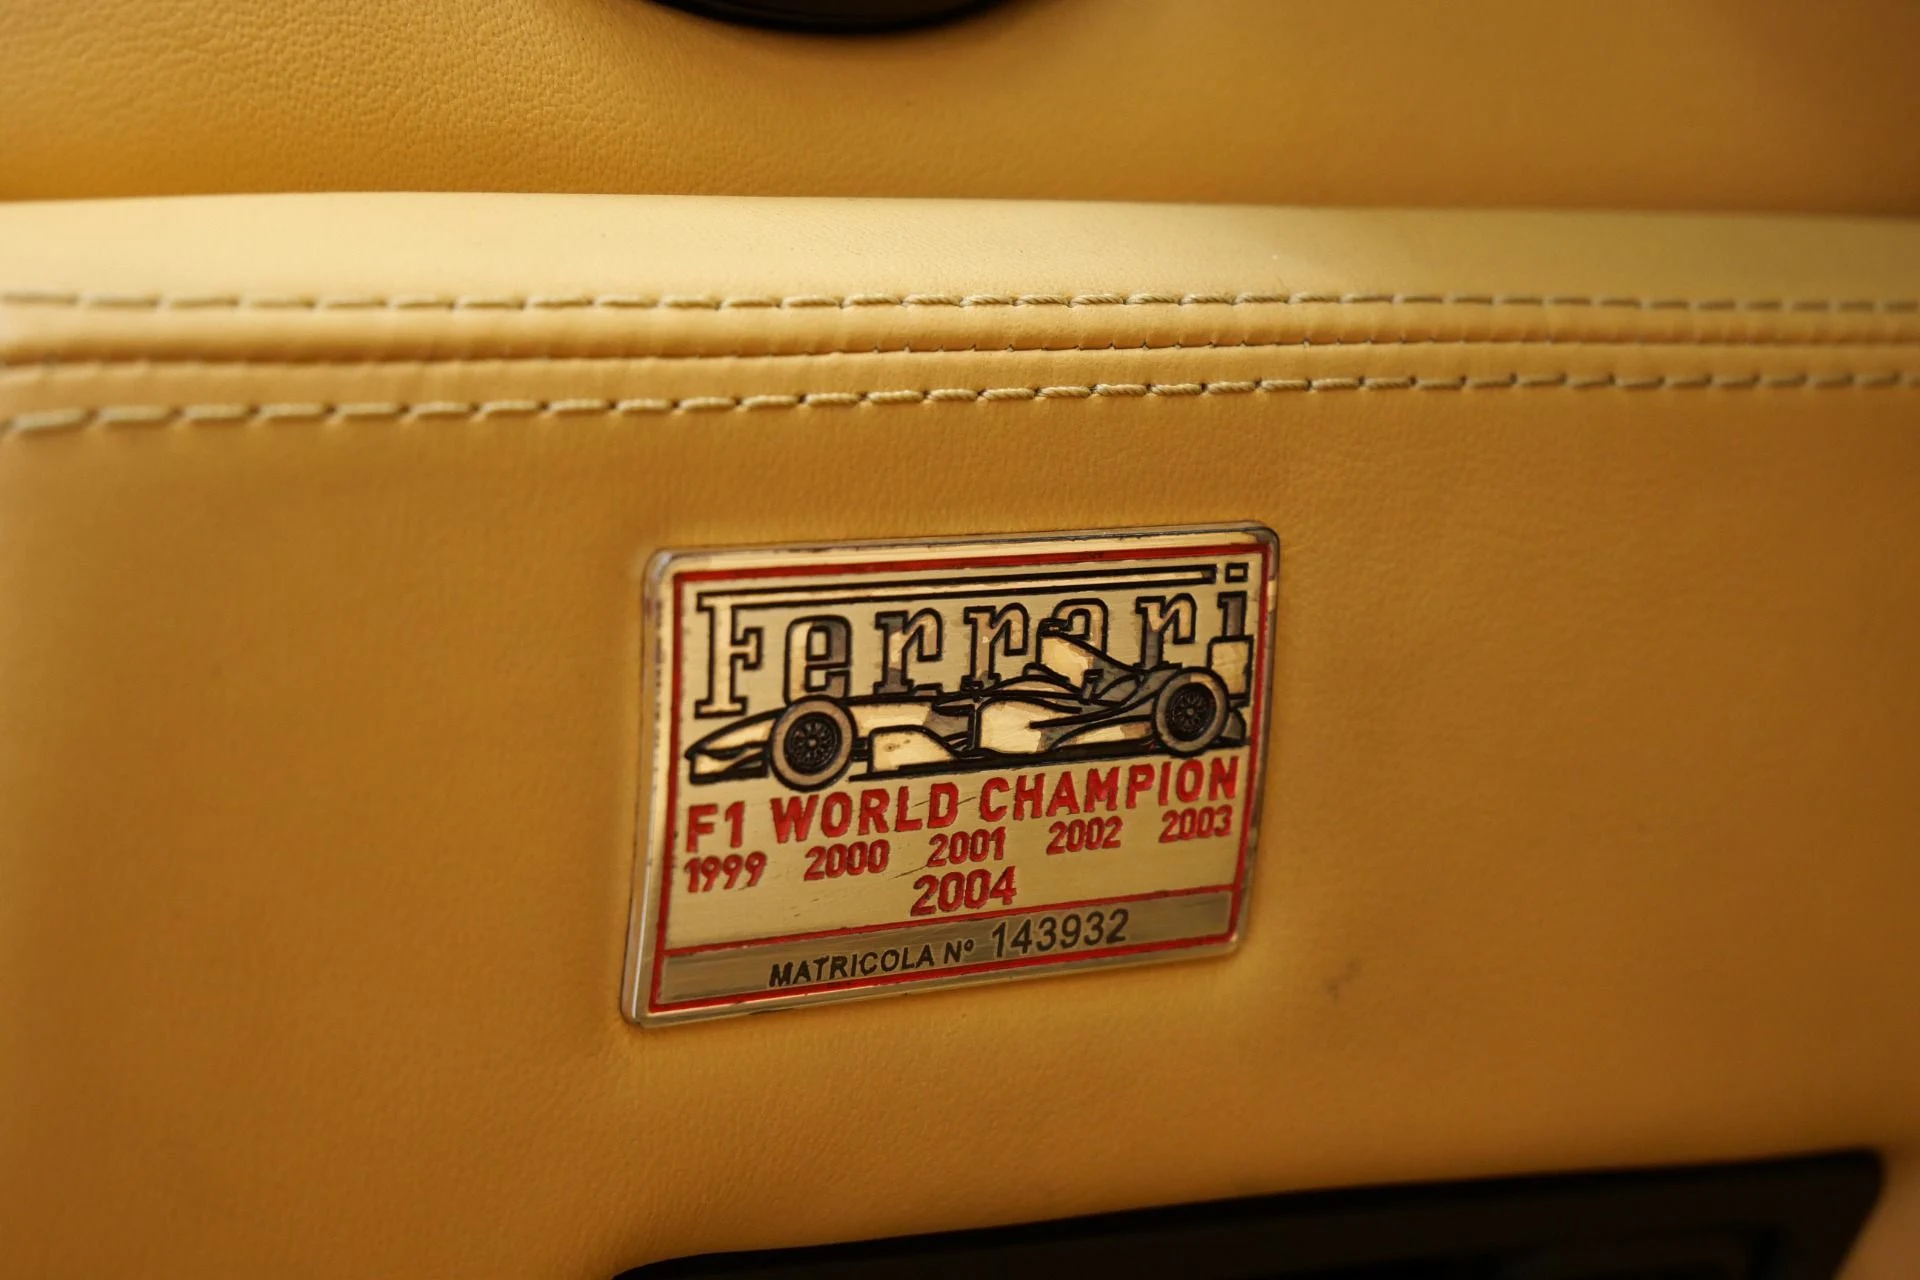 Ferrari
F1 WORLD CHAMPION
1999 2000 2001 2002 2003
2004
MATRICOLA Nº 143932